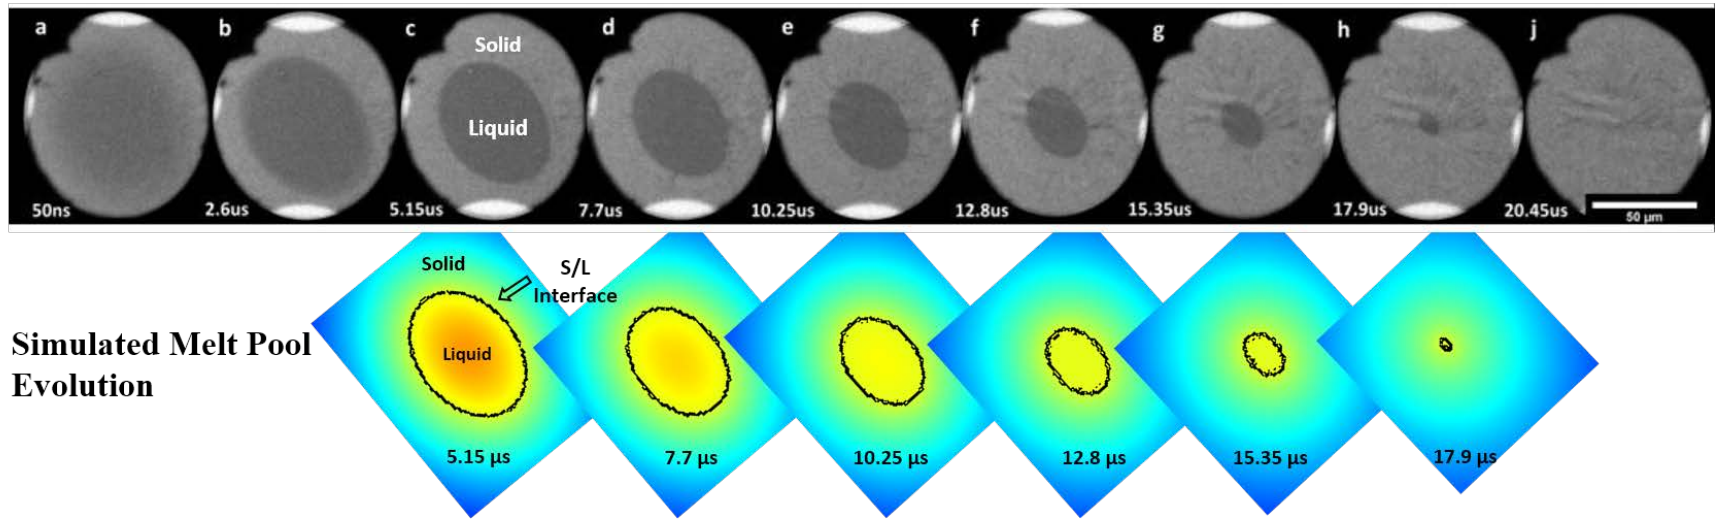 a b c d e f g h j
Solid
Liquid
50ns 2.6us 5.15us 7.7us 10.25us 12.8us 15.35us 17.9us 20.45us
50 µm
Solid
S/L
Interface
Liquid
Simulated Melt Pool
Evolution
5.15 µs 7.7 µs 10.25 µs 12.8 µs 15.35 µs 17.9 µs